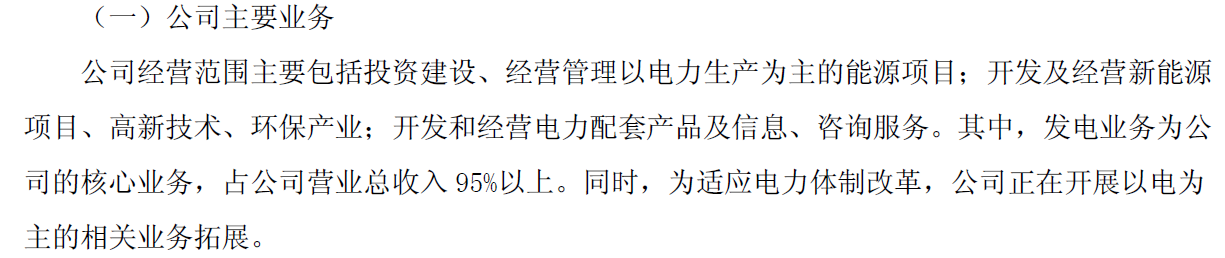 （一）公司主要业务
公司经营范围主要包括投资建设、经营管理以电力生产为主的能源项目；开发及经营新能源
项目、高新技术、环保产业；开发和经营电力配套产品及信息、咨询服务。其中，发电业务为公
司的核心业务，占公司营业总收入 95%以上。同时，为适应电力体制改革，公司正在开展以电为
主的相关业务拓展。